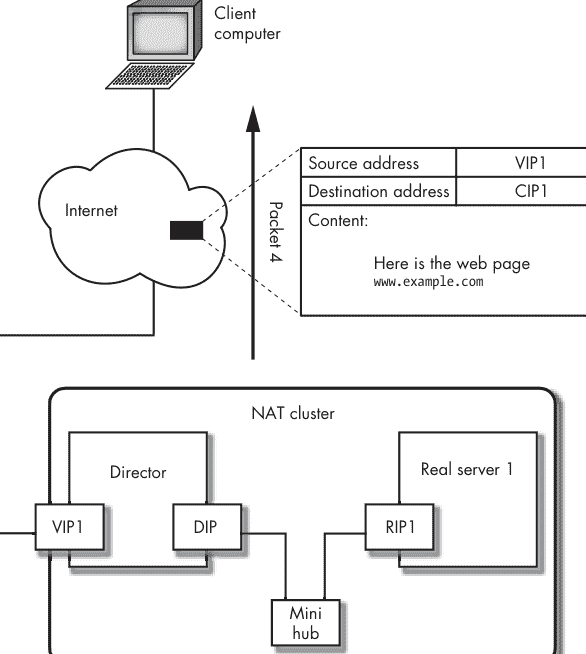 Client
computer
Internet
Packet 4
Source address VIP1
Destination address CIP1
Content:
Here is the web page
www.example.com
NAT cluster
Director
Real server 1
VIP1
DIP
RIP1
Mini
hub